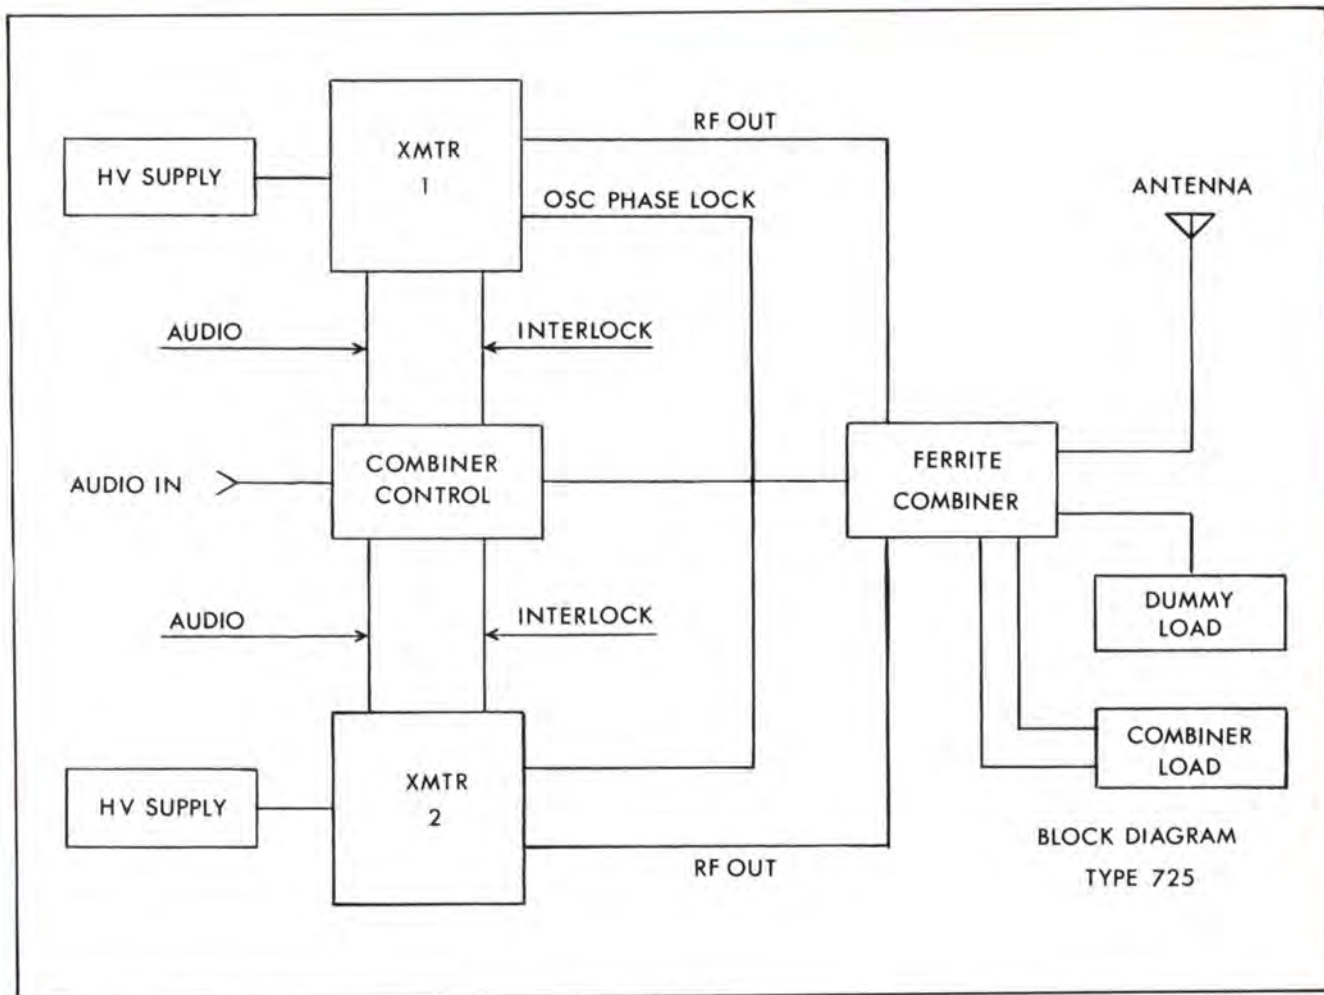 RF OUT
XMTR
1
HV SUPPLY
OSC PHASE LOCK
ANTENNA
AUDIO
INTERLOCK
COMBINER
CONTROL
AUDIO IN
FERRITE
COMBINER
AUDIO
INTERLOCK
DUMMY
LOAD
COMBINER
LOAD
XMTR
2
HV SUPPLY
RF OUT
BLOCK DIAGRAM
TYPE 725